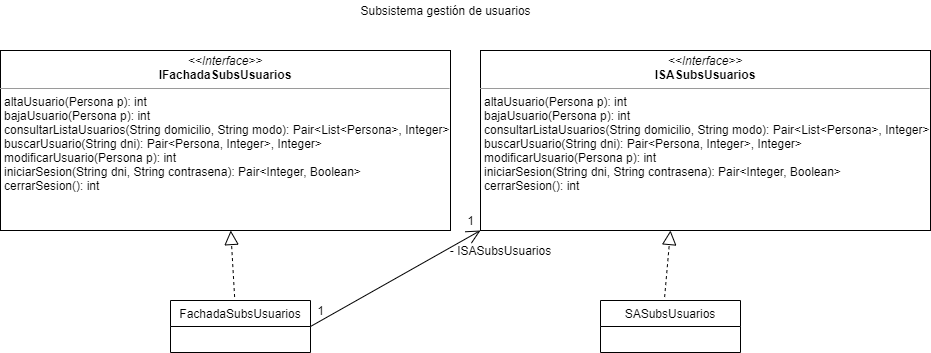 Subsistema gestión de usuarios
<<Interface>>
IFachadaSubsUsuarios
altaUsuario(Persona p): int
bajaUsuario(Persona p): int
consultarListaUsuarios(String domicilio, String modo): Pair<List<Persona>, Integer>
buscarUsuario(String dni): Pair<Persona, Integer>, Integer>
modificarUsuario(Persona p): int
iniciarSesion(String dni, String contrasena): Pair<Integer, Boolean>
cerrarSesion(): int
<<Interface>>
ISASubsUsuarios
altaUsuario(Persona p): int
bajaUsuario(Persona p): int
consultarListaUsuarios(String domicilio, String modo): Pair<List<Persona>, Integer>
buscarUsuario(String dni): Pair<Persona, Integer>, Integer>
modificarUsuario(Persona p): int
iniciarSesion(String dni, String contrasena): Pair<Integer, Boolean>
cerrarSesion(): int
1
- ISASubsUsuarios
FachadaSubsUsuarios
1
SASubsUsuarios